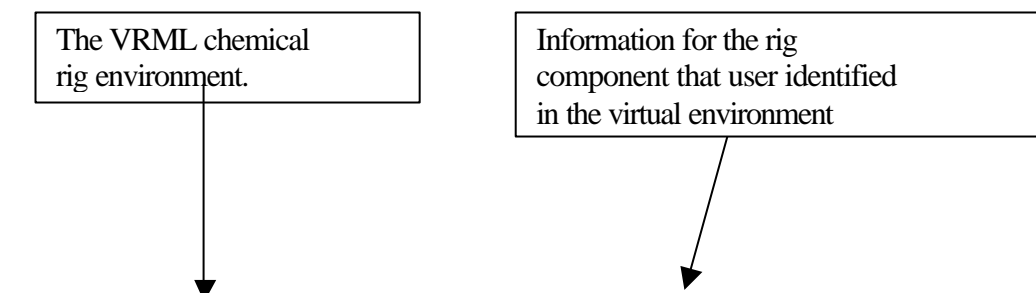 The VRML chemical
rig environment.
Information for the rig
component that user identified
in the virtual environment